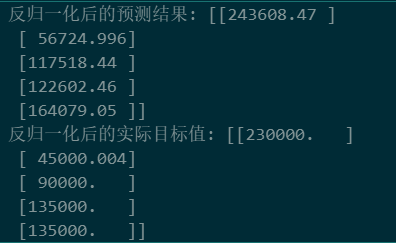 反归一化后的预测结果: [[243608.47 ]
 [ 56724.996]
 [117518.44 ]
 [122602.46 ]
 [164079.05 ]]
反归一化后的实际目标值: [[230000.   ]
 [ 45000.004]
 [ 90000.   ]
 [135000.   ]
 [135000.   ]]